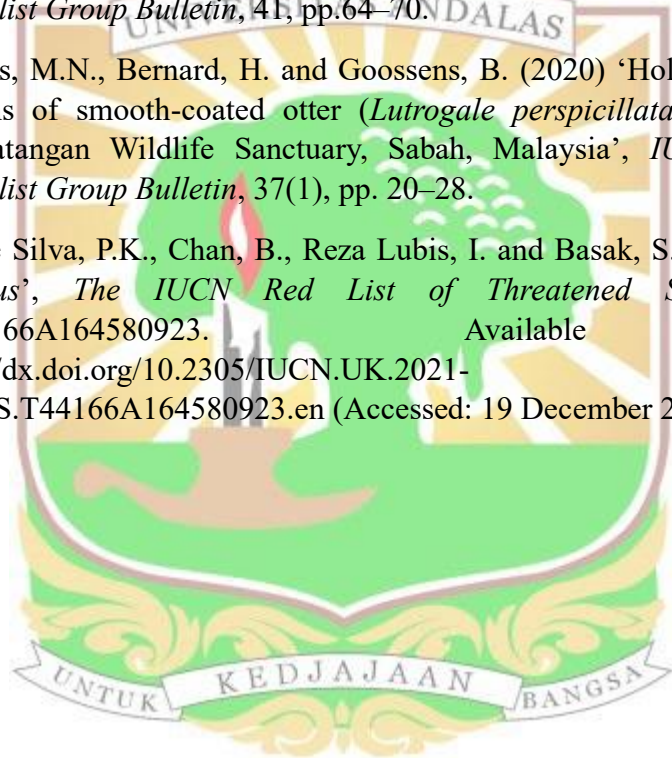 list Group Bulletin, 41, pp.64–70.
UNIVERSITAS ANDALAS
s, M.N., Bernard, H. and Goossens, B. (2020) ‘Hol
s of smooth-coated otter (Lutrogale perspicillata
atangan Wildlife Sanctuary, Sabah, Malaysia’, IU
list Group Bulletin, 37(1), pp. 20–28.
e Silva, P.K., Chan, B., Reza Lubis, I. and Basak, S.
us’, The IUCN Red List of Threatened S
66A164580923. Available
/dx.doi.org/10.2305/IUCN.UK.2021-
S.T44166A164580923.en (Accessed: 19 December 2
UNTUK KEDJAJAAN BANGSA